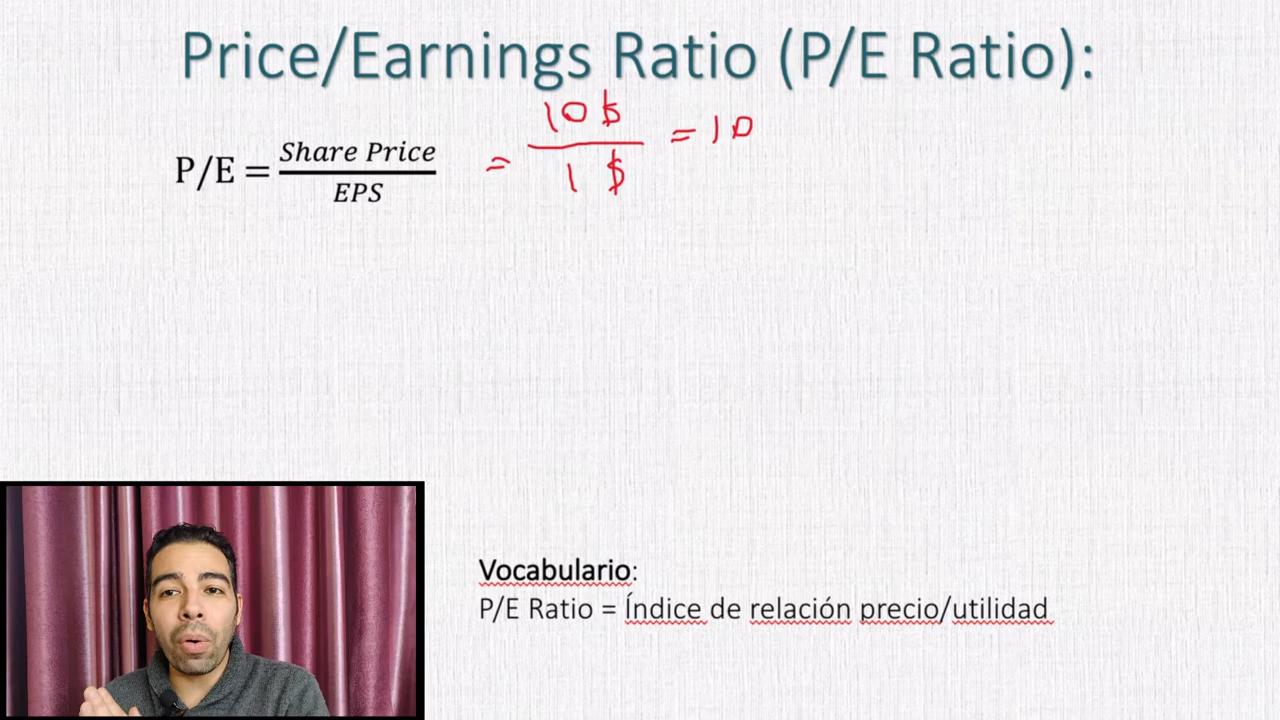 Price/Earnings Ratio (P/E Ratio):
P/E = Share Price / EPS = 10$ / 1$ = 10
Vocabulario:
P/E Ratio = Índice de relación precio/utilidad